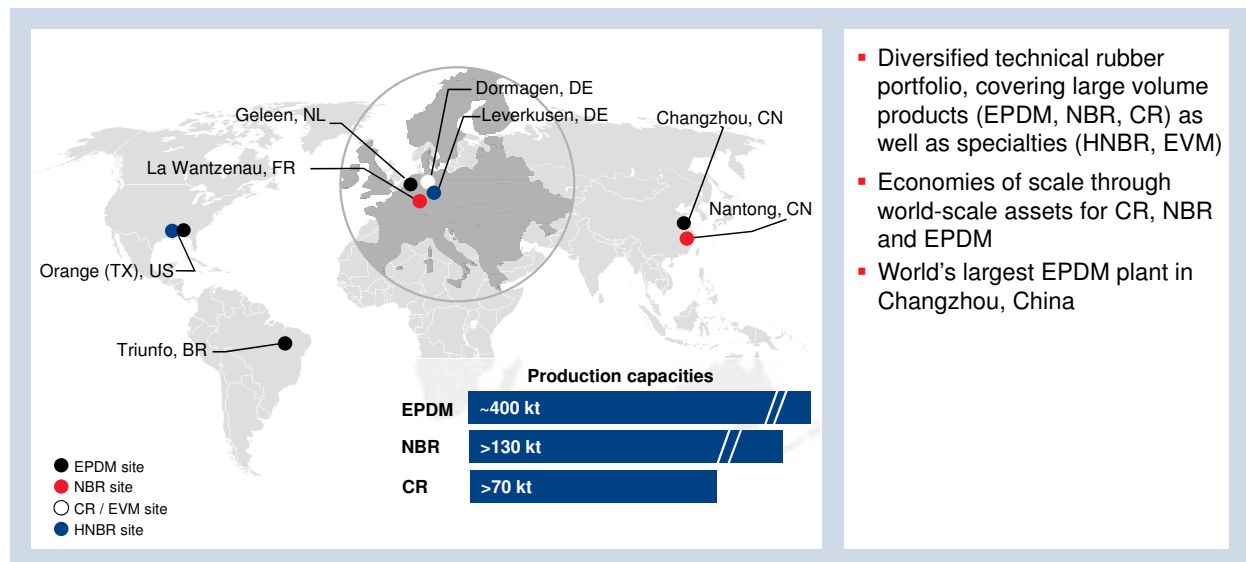 Dormagen, DE
Geleen, NL
Leverkusen, DE
Changzhou, CN
La Wantzenau, FR
Nantong, CN
Orange (TX), US
Triunfo, BR
Production capacities
EPDM ~400 kt
NBR >130 kt
CR >70 kt
EPDM site
NBR site
CR / EVM site
HNBR site
▪ Diversified technical rubber
portfolio, covering large volume
products (EPDM, NBR, CR) as
well as specialties (HNBR, EVM)
▪ Economies of scale through
world-scale assets for CR, NBR
and EPDM
▪ World’s largest EPDM plant in
Changzhou, China